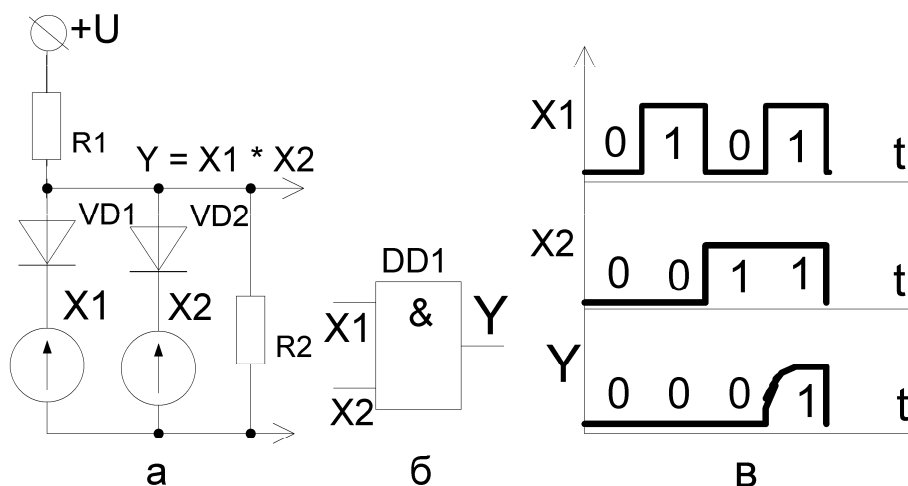 +U
R1
Y = X1 * X2
VD1
VD2
X1
X2
R2
а
DD1
&
X1
X2
Y
б
X1
0 1 0 1
t
X2
0 0 1 1
t
Y
0 0 0 1
t
в